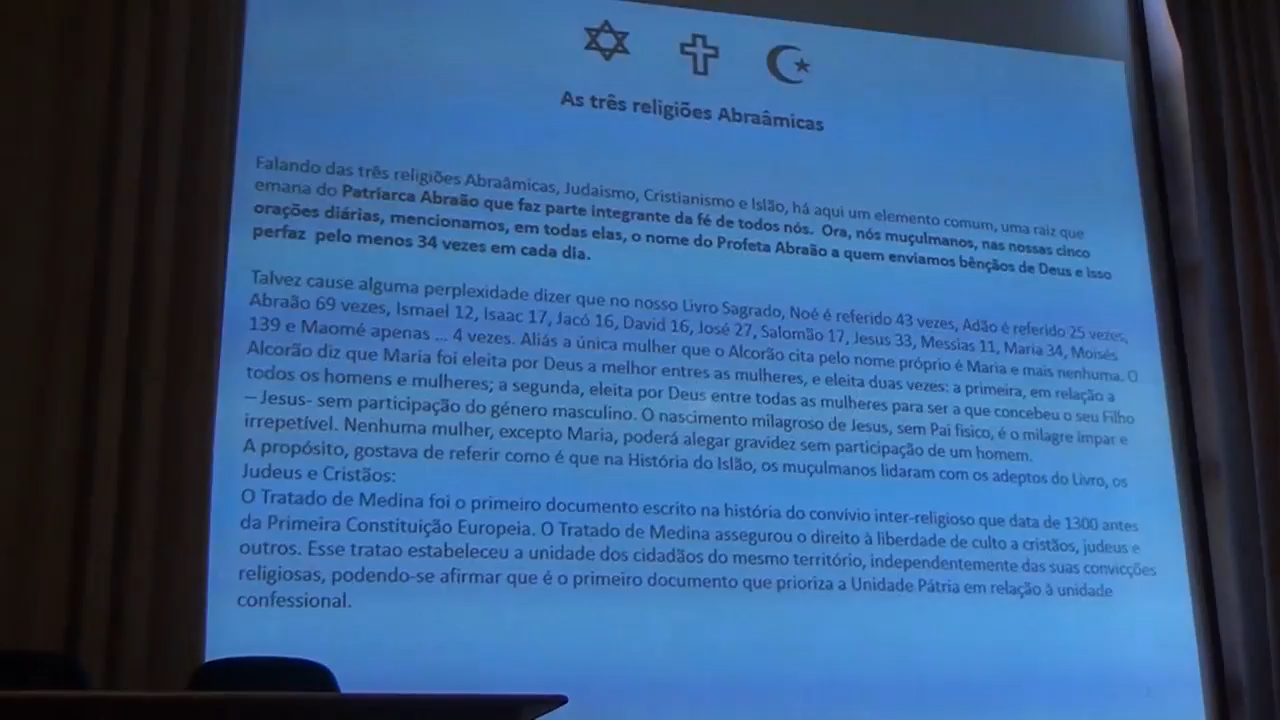 As três religiões Abraâmicas
Falando das três religiões Abraâmicas, Judaismo, Cristianismo e Islão, há aqui um elemento comum, uma raiz que
emana do Patriarca Abraão que faz parte integrante da fé de todos nós. Ora, nós muçulmanos, nas nossas cinco
orações diárias, mencionamos, em todas elas, o nome do Profeta Abraão a quem enviamos bênçãos de Deus e isso
perfaz pelo menos 34 vezes em cada dia.
Talvez cause alguma perplexidade dizer que no nosso Livro Sagrado, Noé é referido 43 vezes, Adão é referido 25 vezes,
Abraão 69 vezes, Ismael 12, Isaac 17, Jacó 16, David 16, José 27, Salomão 17, Jesus 33, Messias 11, Maria 34, Moisés
139 e Maomé apenas ... 4 vezes. Aliás a única mulher que o Alcorão cita pelo nome próprio é Maria e mais nenhuma. O
Alcorão diz que Maria foi eleita por Deus a melhor entres as mulheres, e eleita duas vezes: a primeira, em relação a
todos os homens e mulheres; a segunda, eleita por Deus entre todas as mulheres para ser a que concebeu o seu Filho
– Jesus- sem participação do género masculino. O nascimento milagroso de Jesus, sem Pai fisico, é o milagre ímpar e
irrepetível. Nenhuma mulher, excepto Maria, poderá alegar gravidez sem participação de um homem.
A propósito, gostava de referir como é que na História do Islão, os muçulmanos lidaram com os adeptos do Livro, os
Judeus e Cristãos:
O Tratado de Medina foi o primeiro documento escrito na história do convívio inter-religioso que data de 1300 antes
da Primeira Constituição Europeia. O Tratado de Medina assegurou o direito à liberdade de culto a cristãos, judeus e
outros. Esse tratao estabeleceu a unidade dos cidadãos do mesmo território, independentemente das suas convicções
religiosas, podendo-se afirmar que é o primeiro documento que prioriza a Unidade Pátria em relação à unidade
confessional.